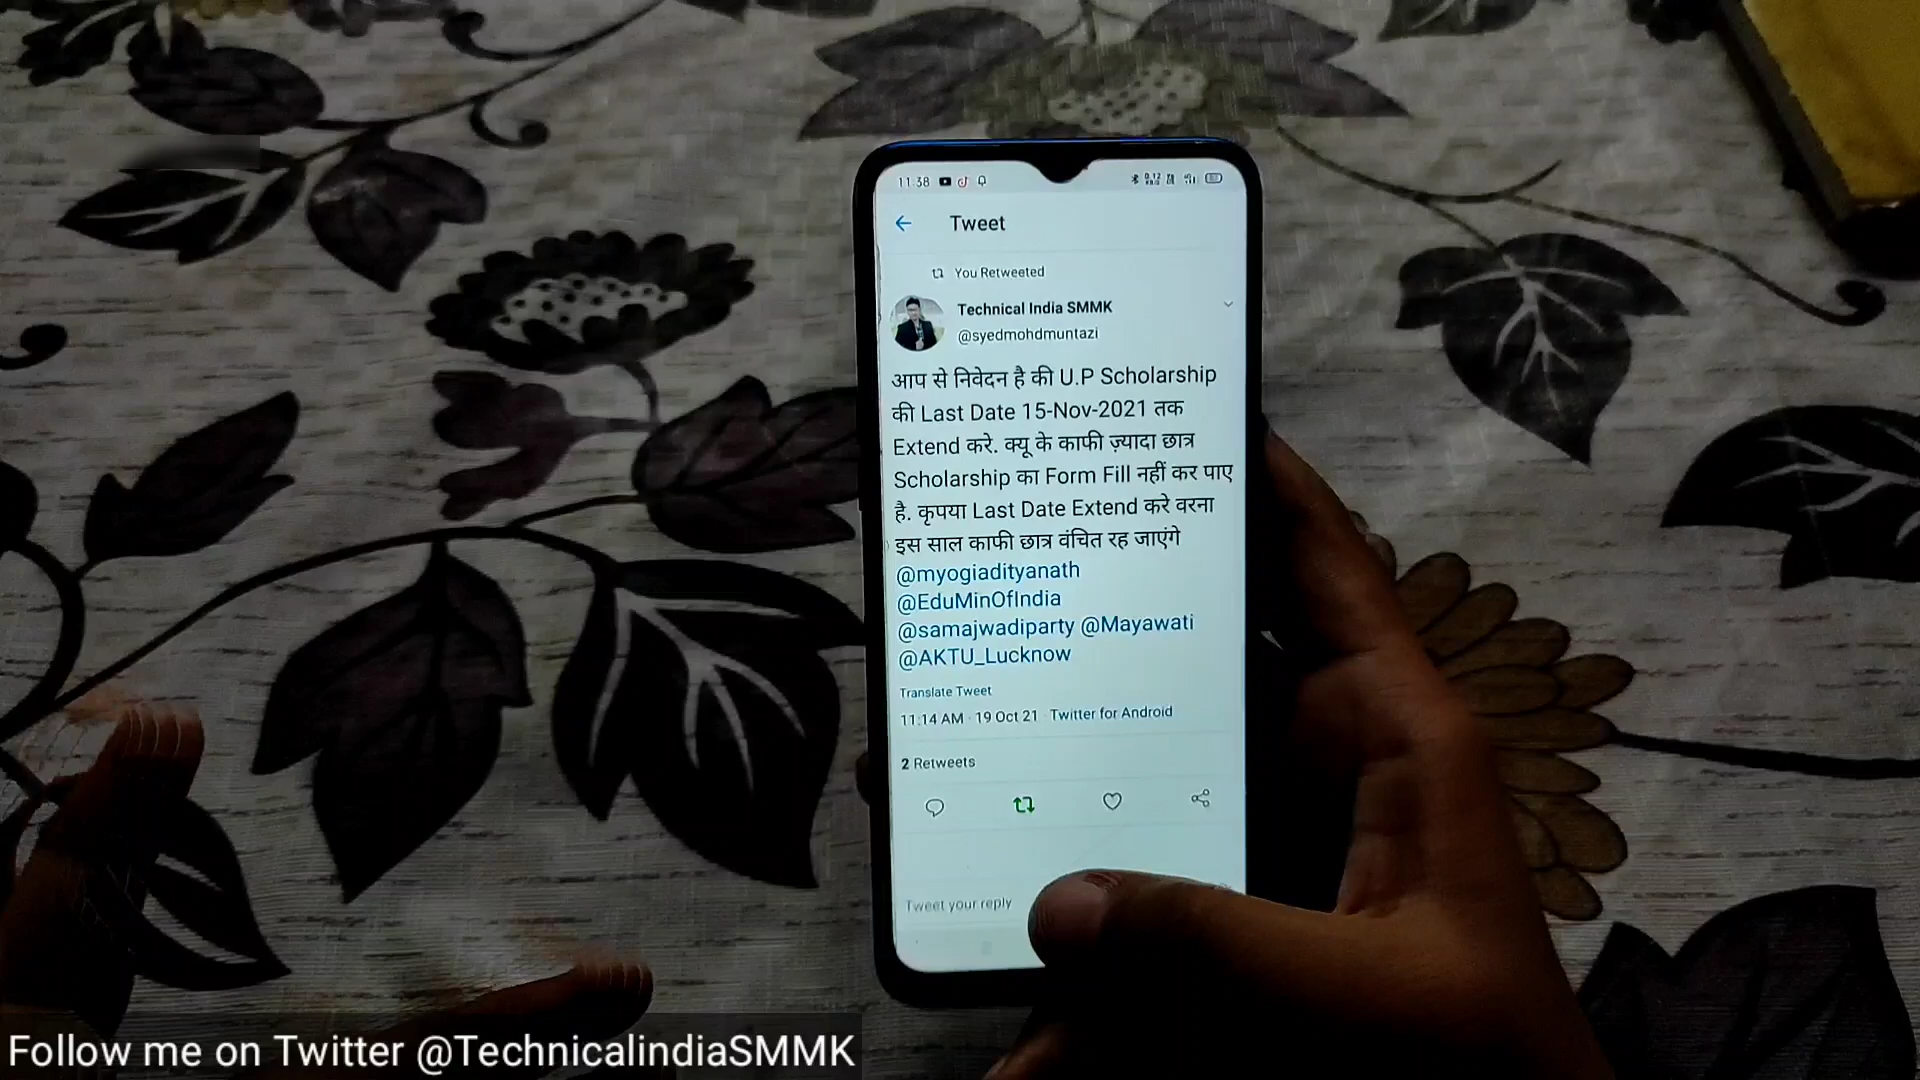 11:38
Tweet
You Retweeted
Technical India SMMK
@syedmohdmuntazi
आप से निवेदन है की U.P Scholarship
की Last Date 15-Nov-2021 तक
Extend करे. क्यू के काफी ज़्यादा छात्र
Scholarship का Form Fill नहीं कर पाए
है. कृपया Last Date Extend करे वरना
इस साल काफी छात्र वंचित रह जाएंगे
@myogiadityanath
@EduMinOfIndia
@samajwadiparty @Mayawati
@AKTU_Lucknow
Translate Tweet
11:14 AM · 19 Oct 21 · Twitter for Android
2 Retweets
Tweet your reply
Follow me on Twitter @TechnicalindiaSMMK